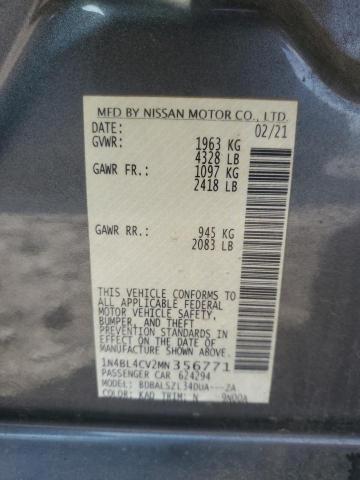 MFD BY NISSAN MOTOR CO., LTD.
DATE: 02/21
GVWR: 1963 KG
4328 LB
GAWR FR.: 1097 KG
2418 LB
GAWR RR.: 945 KG
2083 LB
THIS VEHICLE CONFORMS TO
ALL APPLICABLE FEDERAL
MOTOR VEHICLE SAFETY,
BUMPER, AND THEFT
PREVENTION STANDARDS
IN EFFECT ON THE DATE OF
MANUFACTURE SHOWN ABOVE.
1N4BL4CV2MN356771
PASSENGER CAR 624294
MODEL: BDBALSZL34DUA---ZA
COLOR: KAD TRIM: N 9N00A